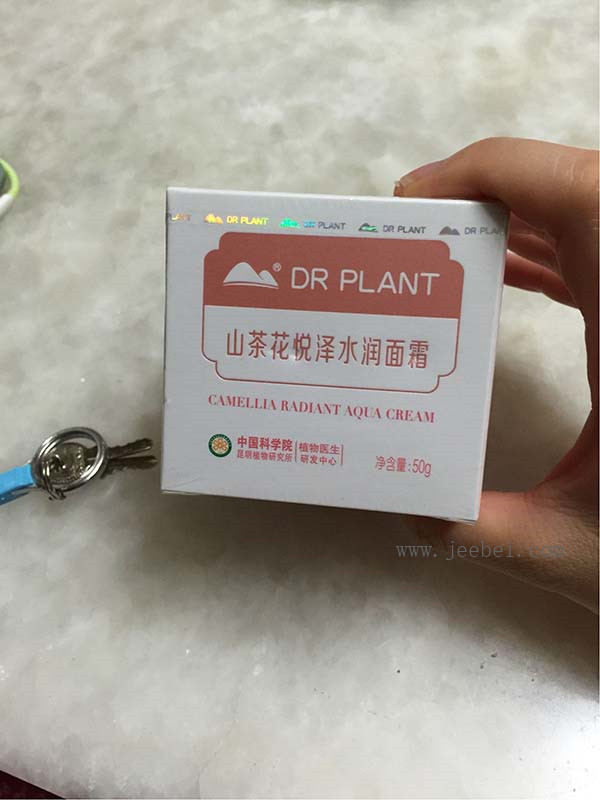 DR PLANT DR PLANT DR PLANT DR PLA
® DR PLANT
山茶花悦泽水润面霜
CAMELLIA RADIANT AQUA CREAM
中国科学院 植物医生
昆明植物研究所 研发中心
净含量:50g
www.jeebei.